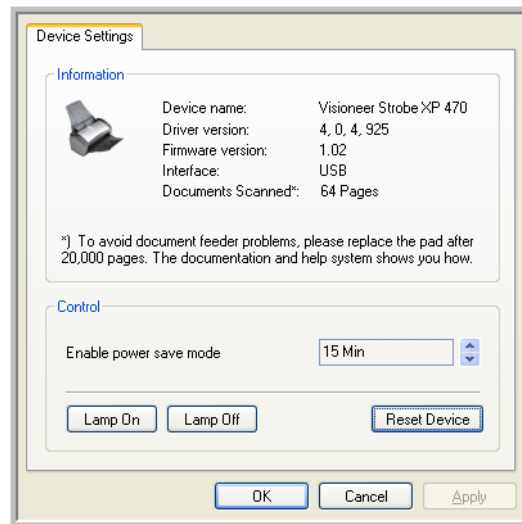 Device Settings
Information
Device name: Visioneer Strobe XP 470
Driver version: 4, 0, 4, 925
Firmware version: 1.02
Interface: USB
Documents Scanned*: 64 Pages
*) To avoid document feeder problems, please replace the pad after
20,000 pages. The documentation and help system shows you how.
Control
Enable power save mode 15 Min
Lamp On Lamp Off Reset Device
OK Cancel Apply